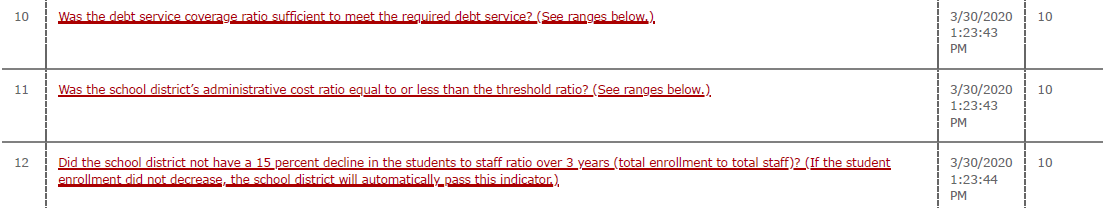 10 Was the debt service coverage ratio sufficient to meet the required debt service? (See ranges below.) 3/30/2020 10
1:23:43
PM
11 Was the school district's administrative cost ratio equal to or less than the threshold ratio? (See ranges below.) 3/30/2020 10
1:23:43
PM
12 Did the school district not have a 15 percent decline in the students to staff ratio over 3 years (total enrollment to total staff)? (If the student 3/30/2020 10
enrollment did not decrease, the school district will automatically pass this indicator.) 1:23:44
PM